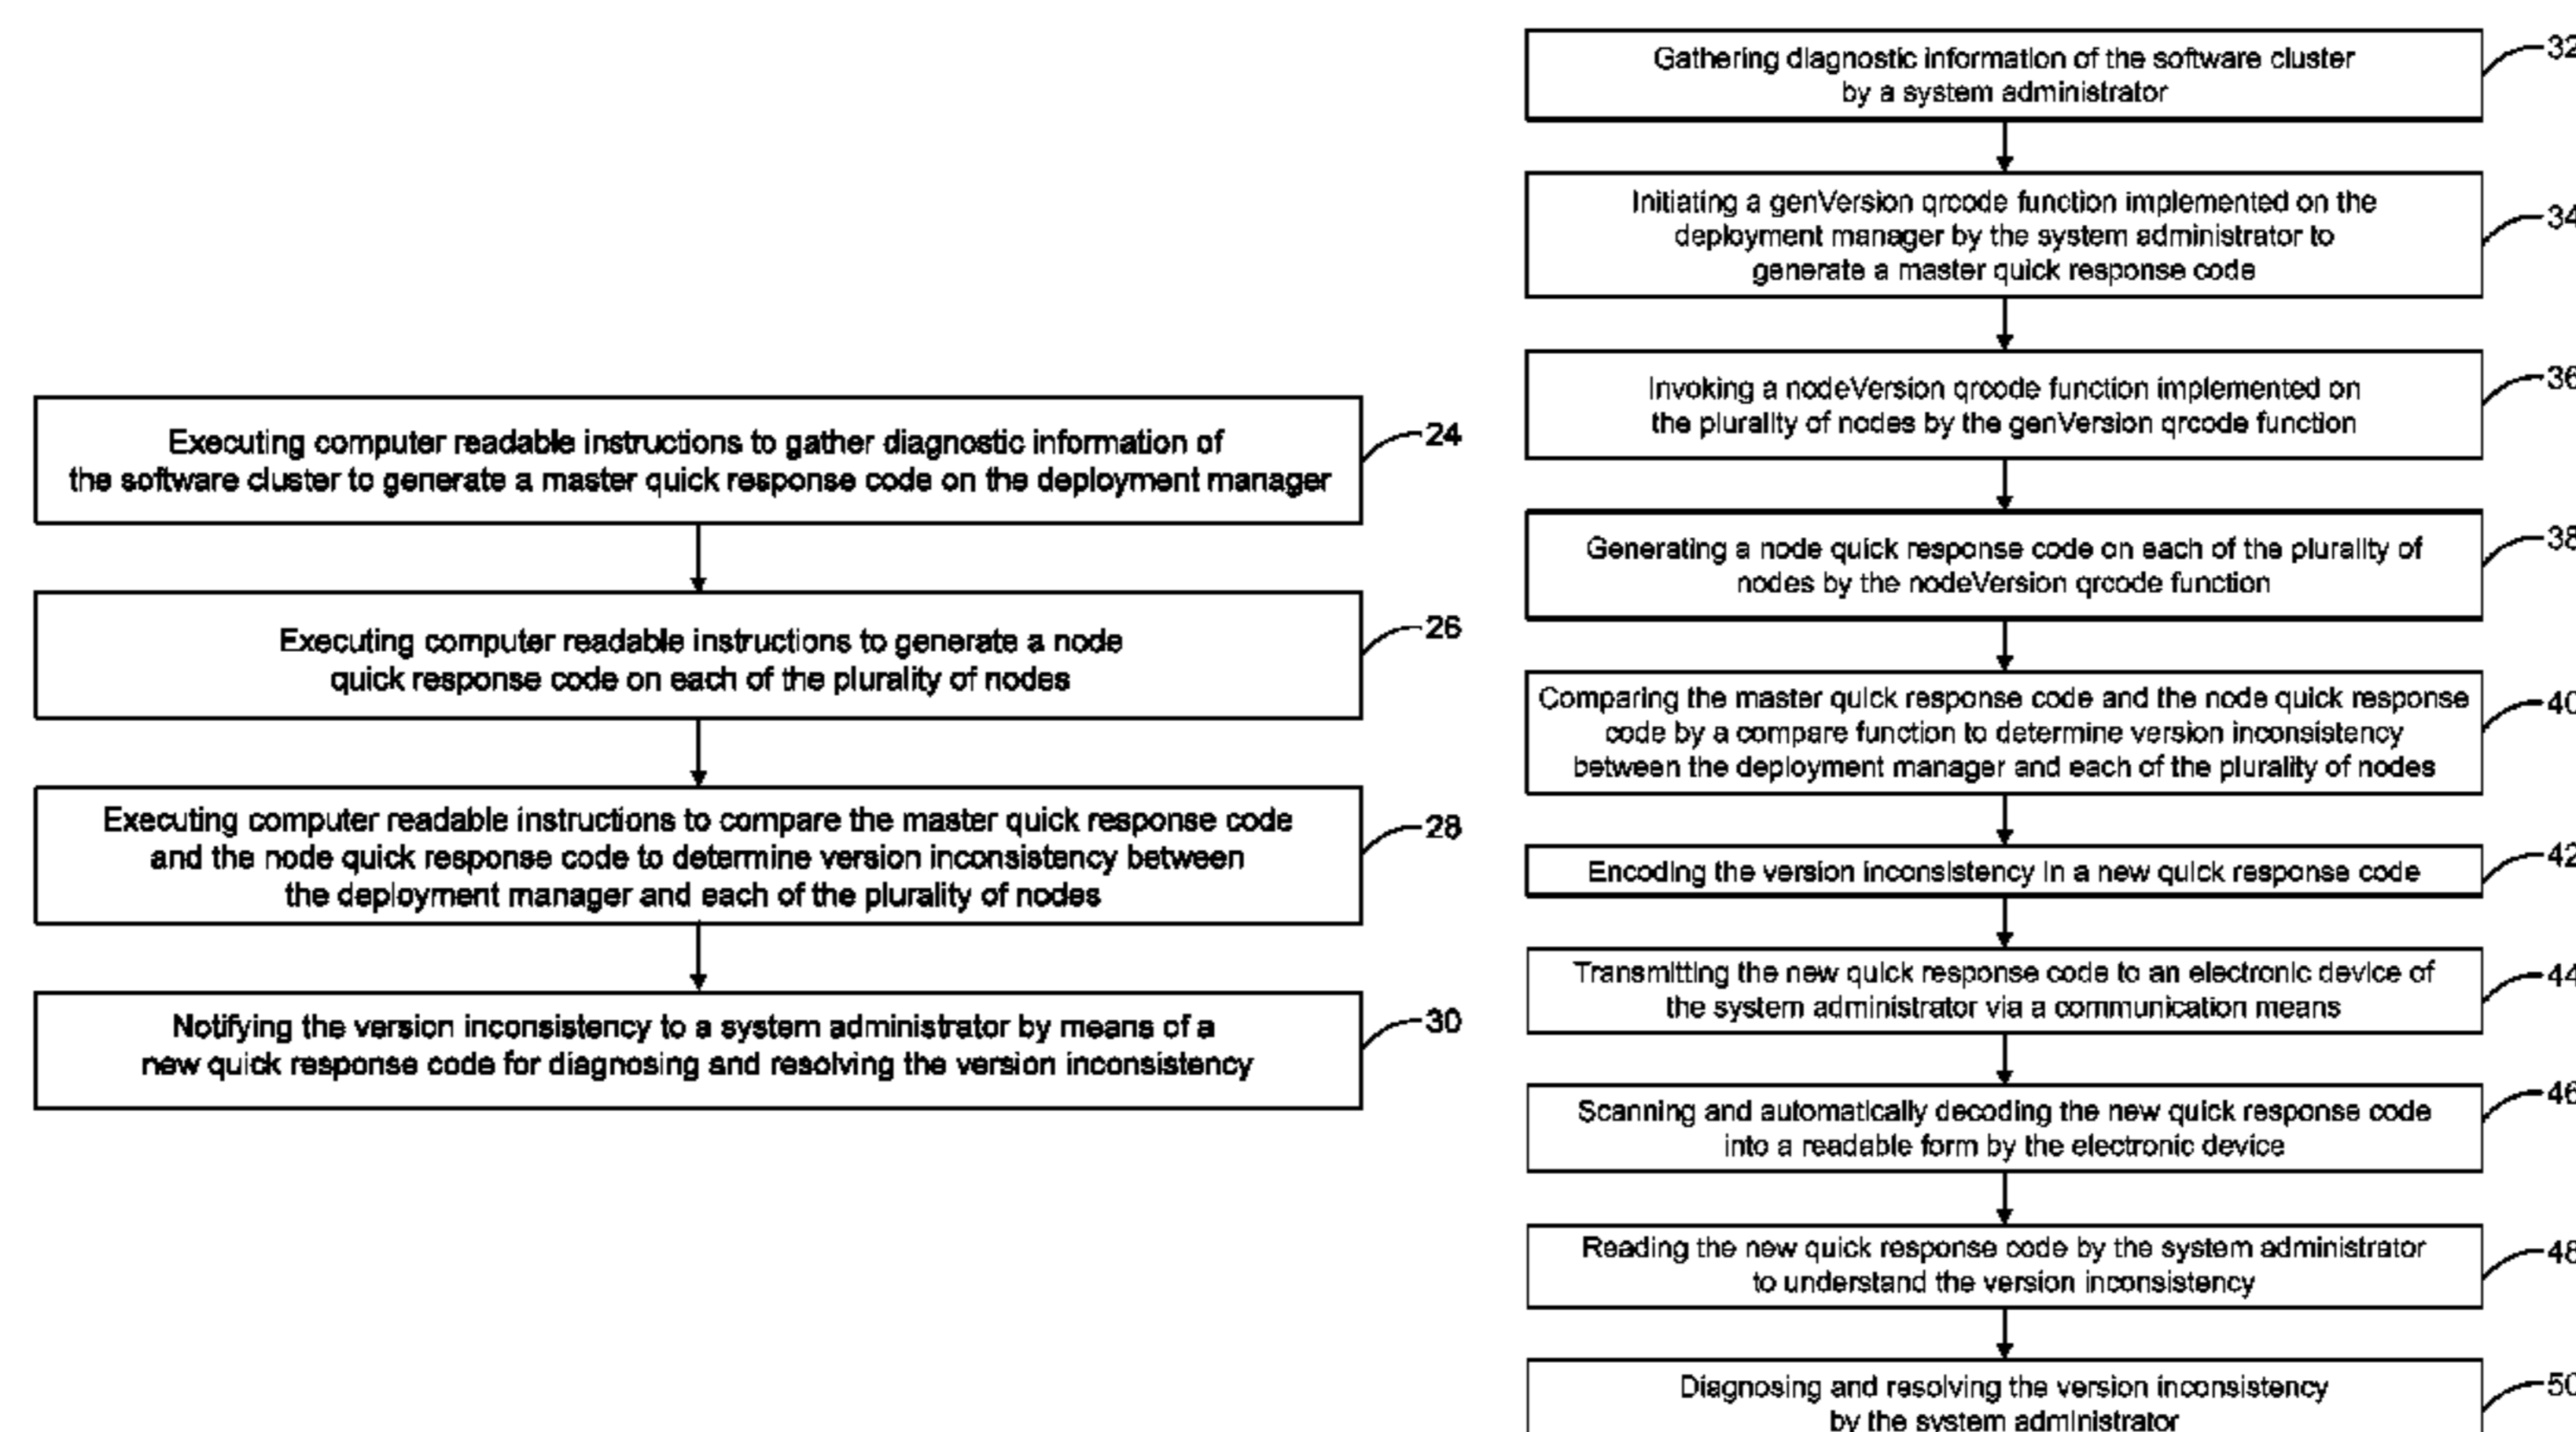 Executing computer readable instructions to gather diagnostic information of
the software cluster to generate a master quick response code on the deployment manager
24
Executing computer readable instructions to generate a node
quick response code on each of the plurality of nodes
26
Executing computer readable instructions to compare the master quick response code
and the node quick response code to determine version inconsistency between
the deployment manager and each of the plurality of nodes
28
Notifying the version inconsistency to a system administrator by means of a
new quick response code for diagnosing and resolving the version inconsistency
30
Gathering diagnostic information of the software cluster
by a system administrator
32
Initiating a genVersion qrcode function implemented on the
deployment manager by the system administrator to
generate a master quick response code
34
Invoking a nodeVersion qrcode function implemented on
the plurality of nodes by the genVersion qrcode function
36
Generating a node quick response code on each of the plurality of
nodes by the nodeVersion qrcode function
38
Comparing the master quick response code and the node quick response
code by a compare function to determine version inconsistency
between the deployment manager and each of the plurality of nodes
40
Encoding the version inconsistency in a new quick response code
42
Transmitting the new quick response code to an electronic device of
the system administrator via a communication means
44
Scanning and automatically decoding the new quick response code
into a readable form by the electronic device
46
Reading the new quick response code by the system administrator
to understand the version inconsistency
48
Diagnosing and resolving the version inconsistency
by the system administrator
50